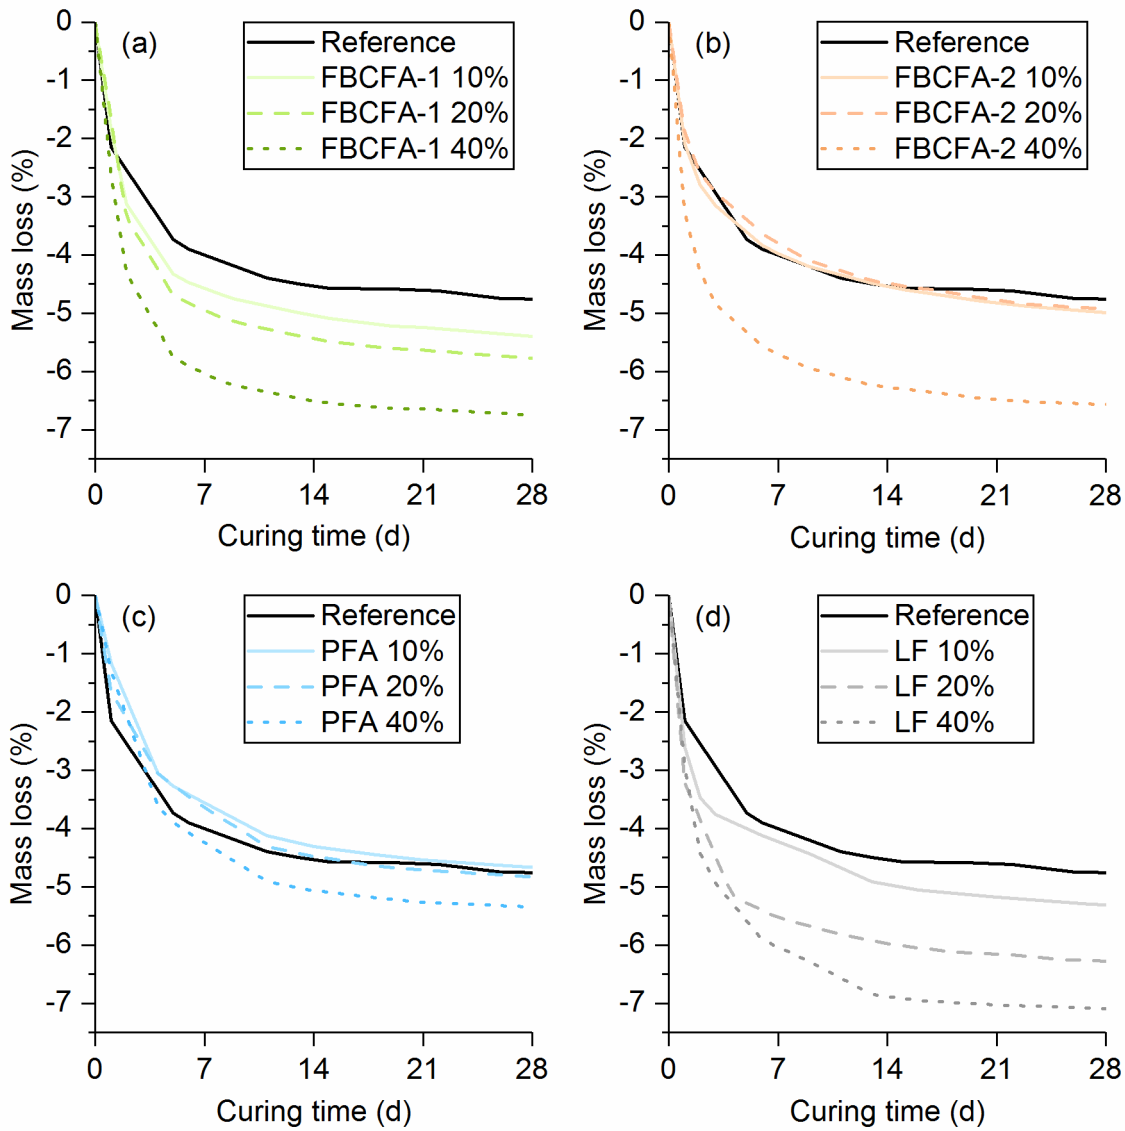 (a)
Reference
FBCFA-1 10%
FBCFA-1 20%
FBCFA-1 40%
Mass loss (%)
0
-1
-2
-3
-4
-5
-6
-7
0 7 14 21 28
Curing time (d)
(b)
Reference
FBCFA-2 10%
FBCFA-2 20%
FBCFA-2 40%
Mass loss (%)
0
-1
-2
-3
-4
-5
-6
-7
0 7 14 21 28
Curing time (d)
(c)
Reference
PFA 10%
PFA 20%
PFA 40%
Mass loss (%)
0
-1
-2
-3
-4
-5
-6
-7
0 7 14 21 28
Curing time (d)
(d)
Reference
LF 10%
LF 20%
LF 40%
Mass loss (%)
0
-1
-2
-3
-4
-5
-6
-7
0 7 14 21 28
Curing time (d)